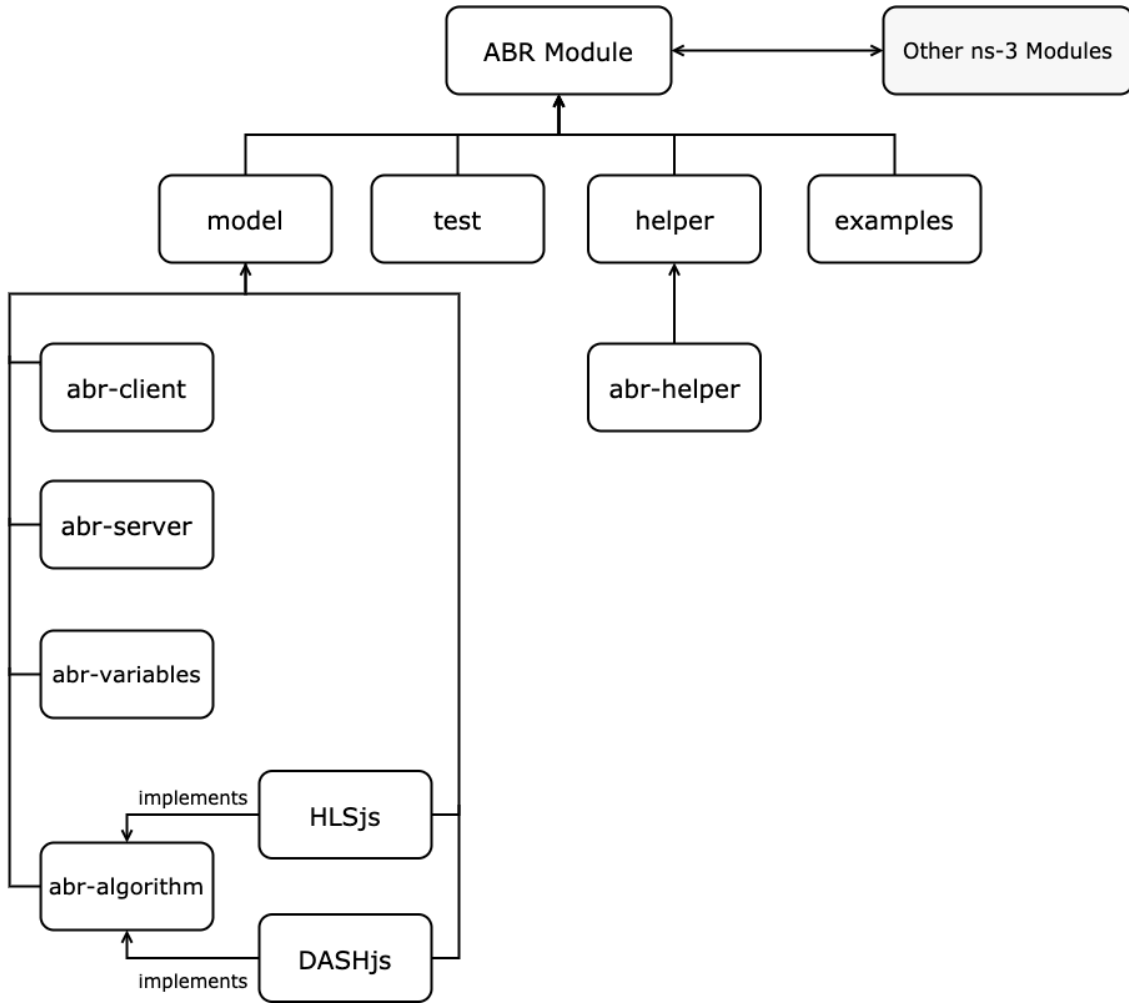 ABR Module
Other ns-3 Modules
model
test
helper
examples
abr-client
abr-helper
abr-server
abr-variables
implements
HLSjs
abr-algorithm
DASHjs
implements